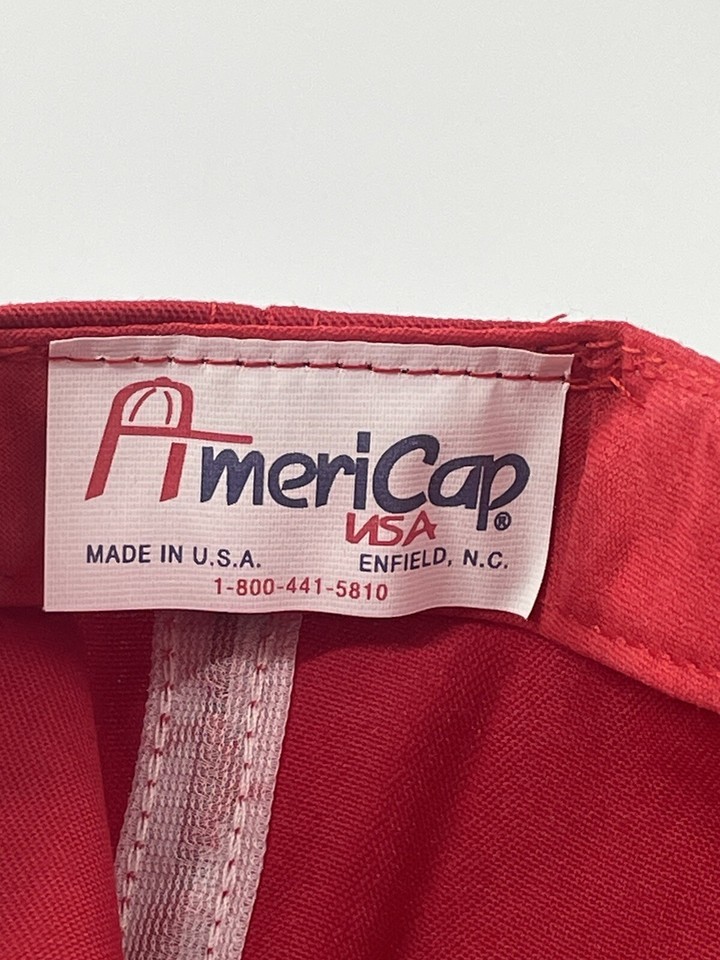 AmeriCap®
USA
MADE IN U.S.A. ENFIELD, N.C.
1-800-441-5810